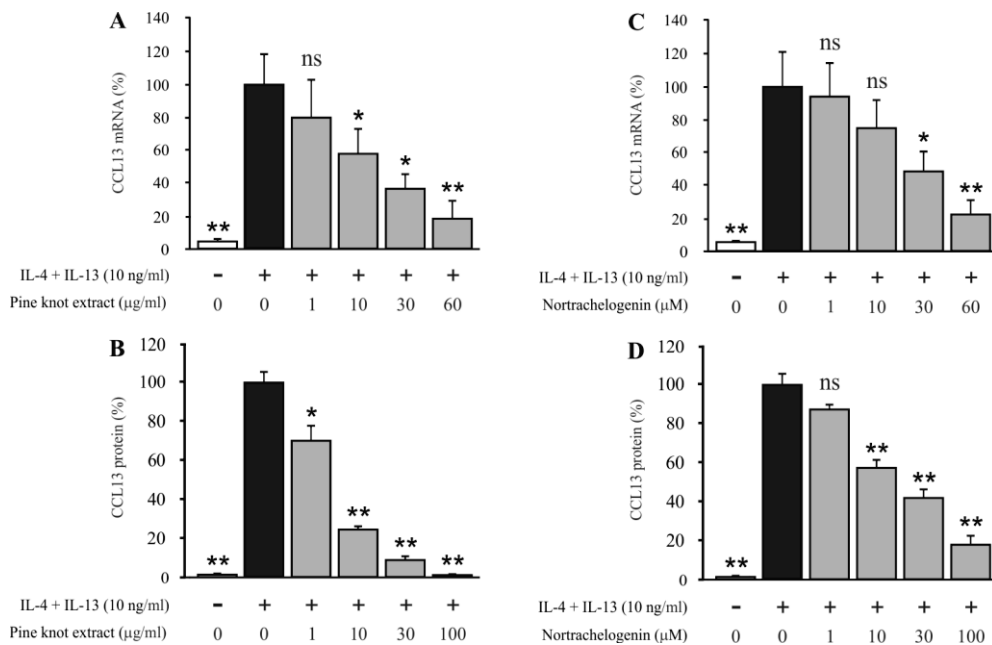 A
CCL13 mRNA (%)
140
120
100
80
60
40
20
0
**
ns
*
*
**
IL-4 + IL-13 (10 ng/ml) - + + + + +
Pine knot extract (μg/ml) 0 0 1 10 30 60
B
CCL13 protein (%)
120
100
80
60
40
20
0
**
*
**
**
**
IL-4 + IL-13 (10 ng/ml) - + + + + +
Pine knot extract (μg/ml) 0 0 1 10 30 100
C
CCL13 mRNA (%)
140
120
100
80
60
40
20
0
**
ns
ns
*
**
IL-4 + IL-13 (10 ng/ml) - + + + + +
Nortrachelogenin (μM) 0 0 1 10 30 60
D
CCL13 protein (%)
120
100
80
60
40
20
0
**
ns
**
**
**
IL-4 + IL-13 (10 ng/ml) - + + + + +
Nortrachelogenin (μM) 0 0 1 10 30 100